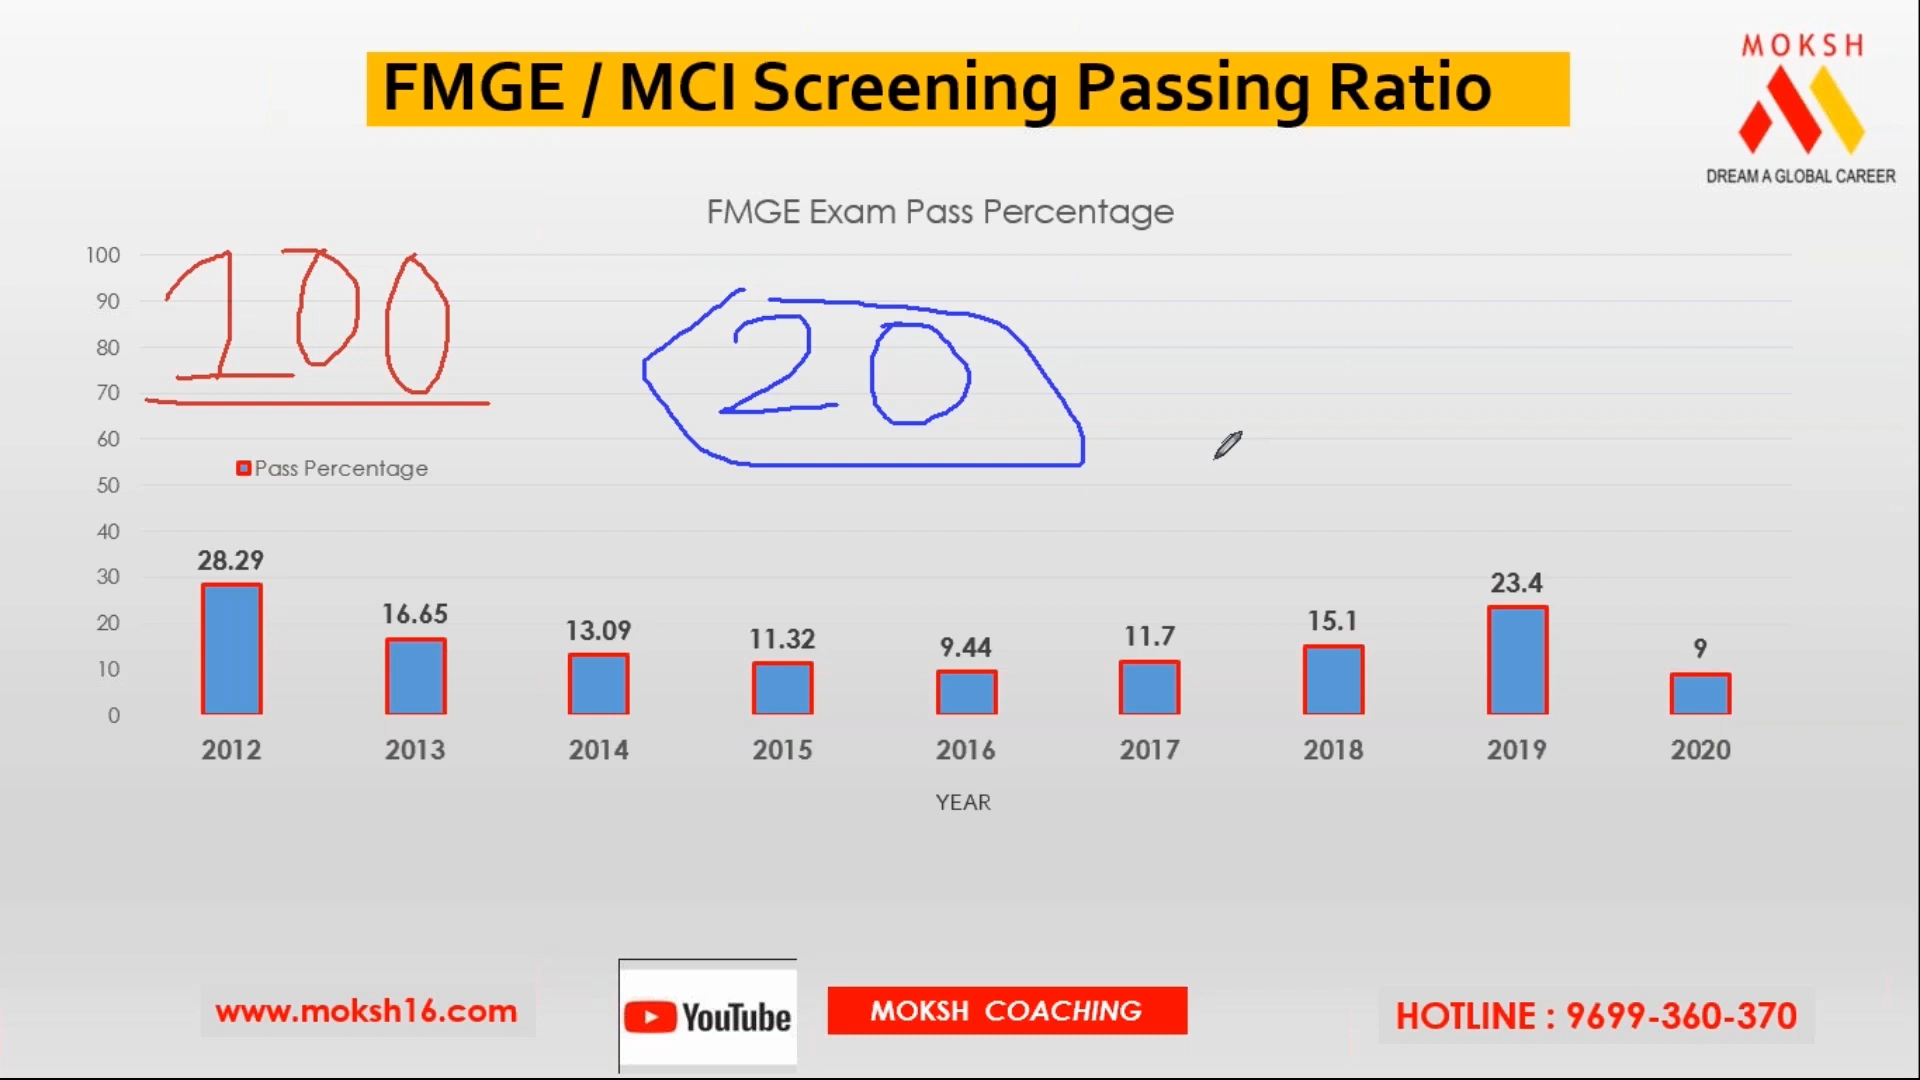 FMGE / MCI Screening Passing Ratio
MOKSH
DREAM A GLOBAL CAREER
FMGE Exam Pass Percentage
100
90
80
70
60
50
40
30
20
10
0
100
20
Pass Percentage
28.29
16.65
13.09
11.32
9.44
11.7
15.1
23.4
9
2012 2013 2014 2015 2016 2017 2018 2019 2020
YEAR
www.moksh16.com
YouTube
MOKSH COACHING
HOTLINE : 9699-360-370